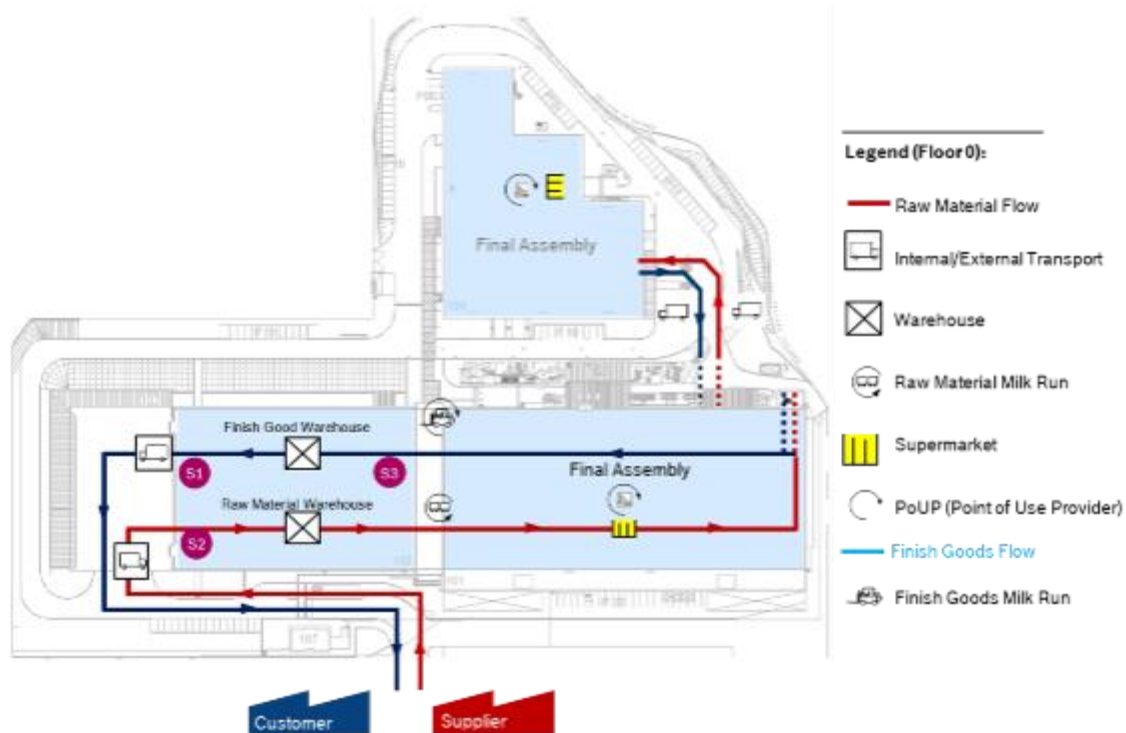 Final Assembly
Legend (Floor 0):
Raw Material Flow
Internal/External Transport
Warehouse
Raw Material Milk Run
Supermarket
PoUP (Point of Use Provider)
Finish Goods Flow
Finish Goods Milk Run
Finish Good Warehouse
S1
S3
Final Assembly
Raw Material Warehouse
S2
107
Customer
Supplier